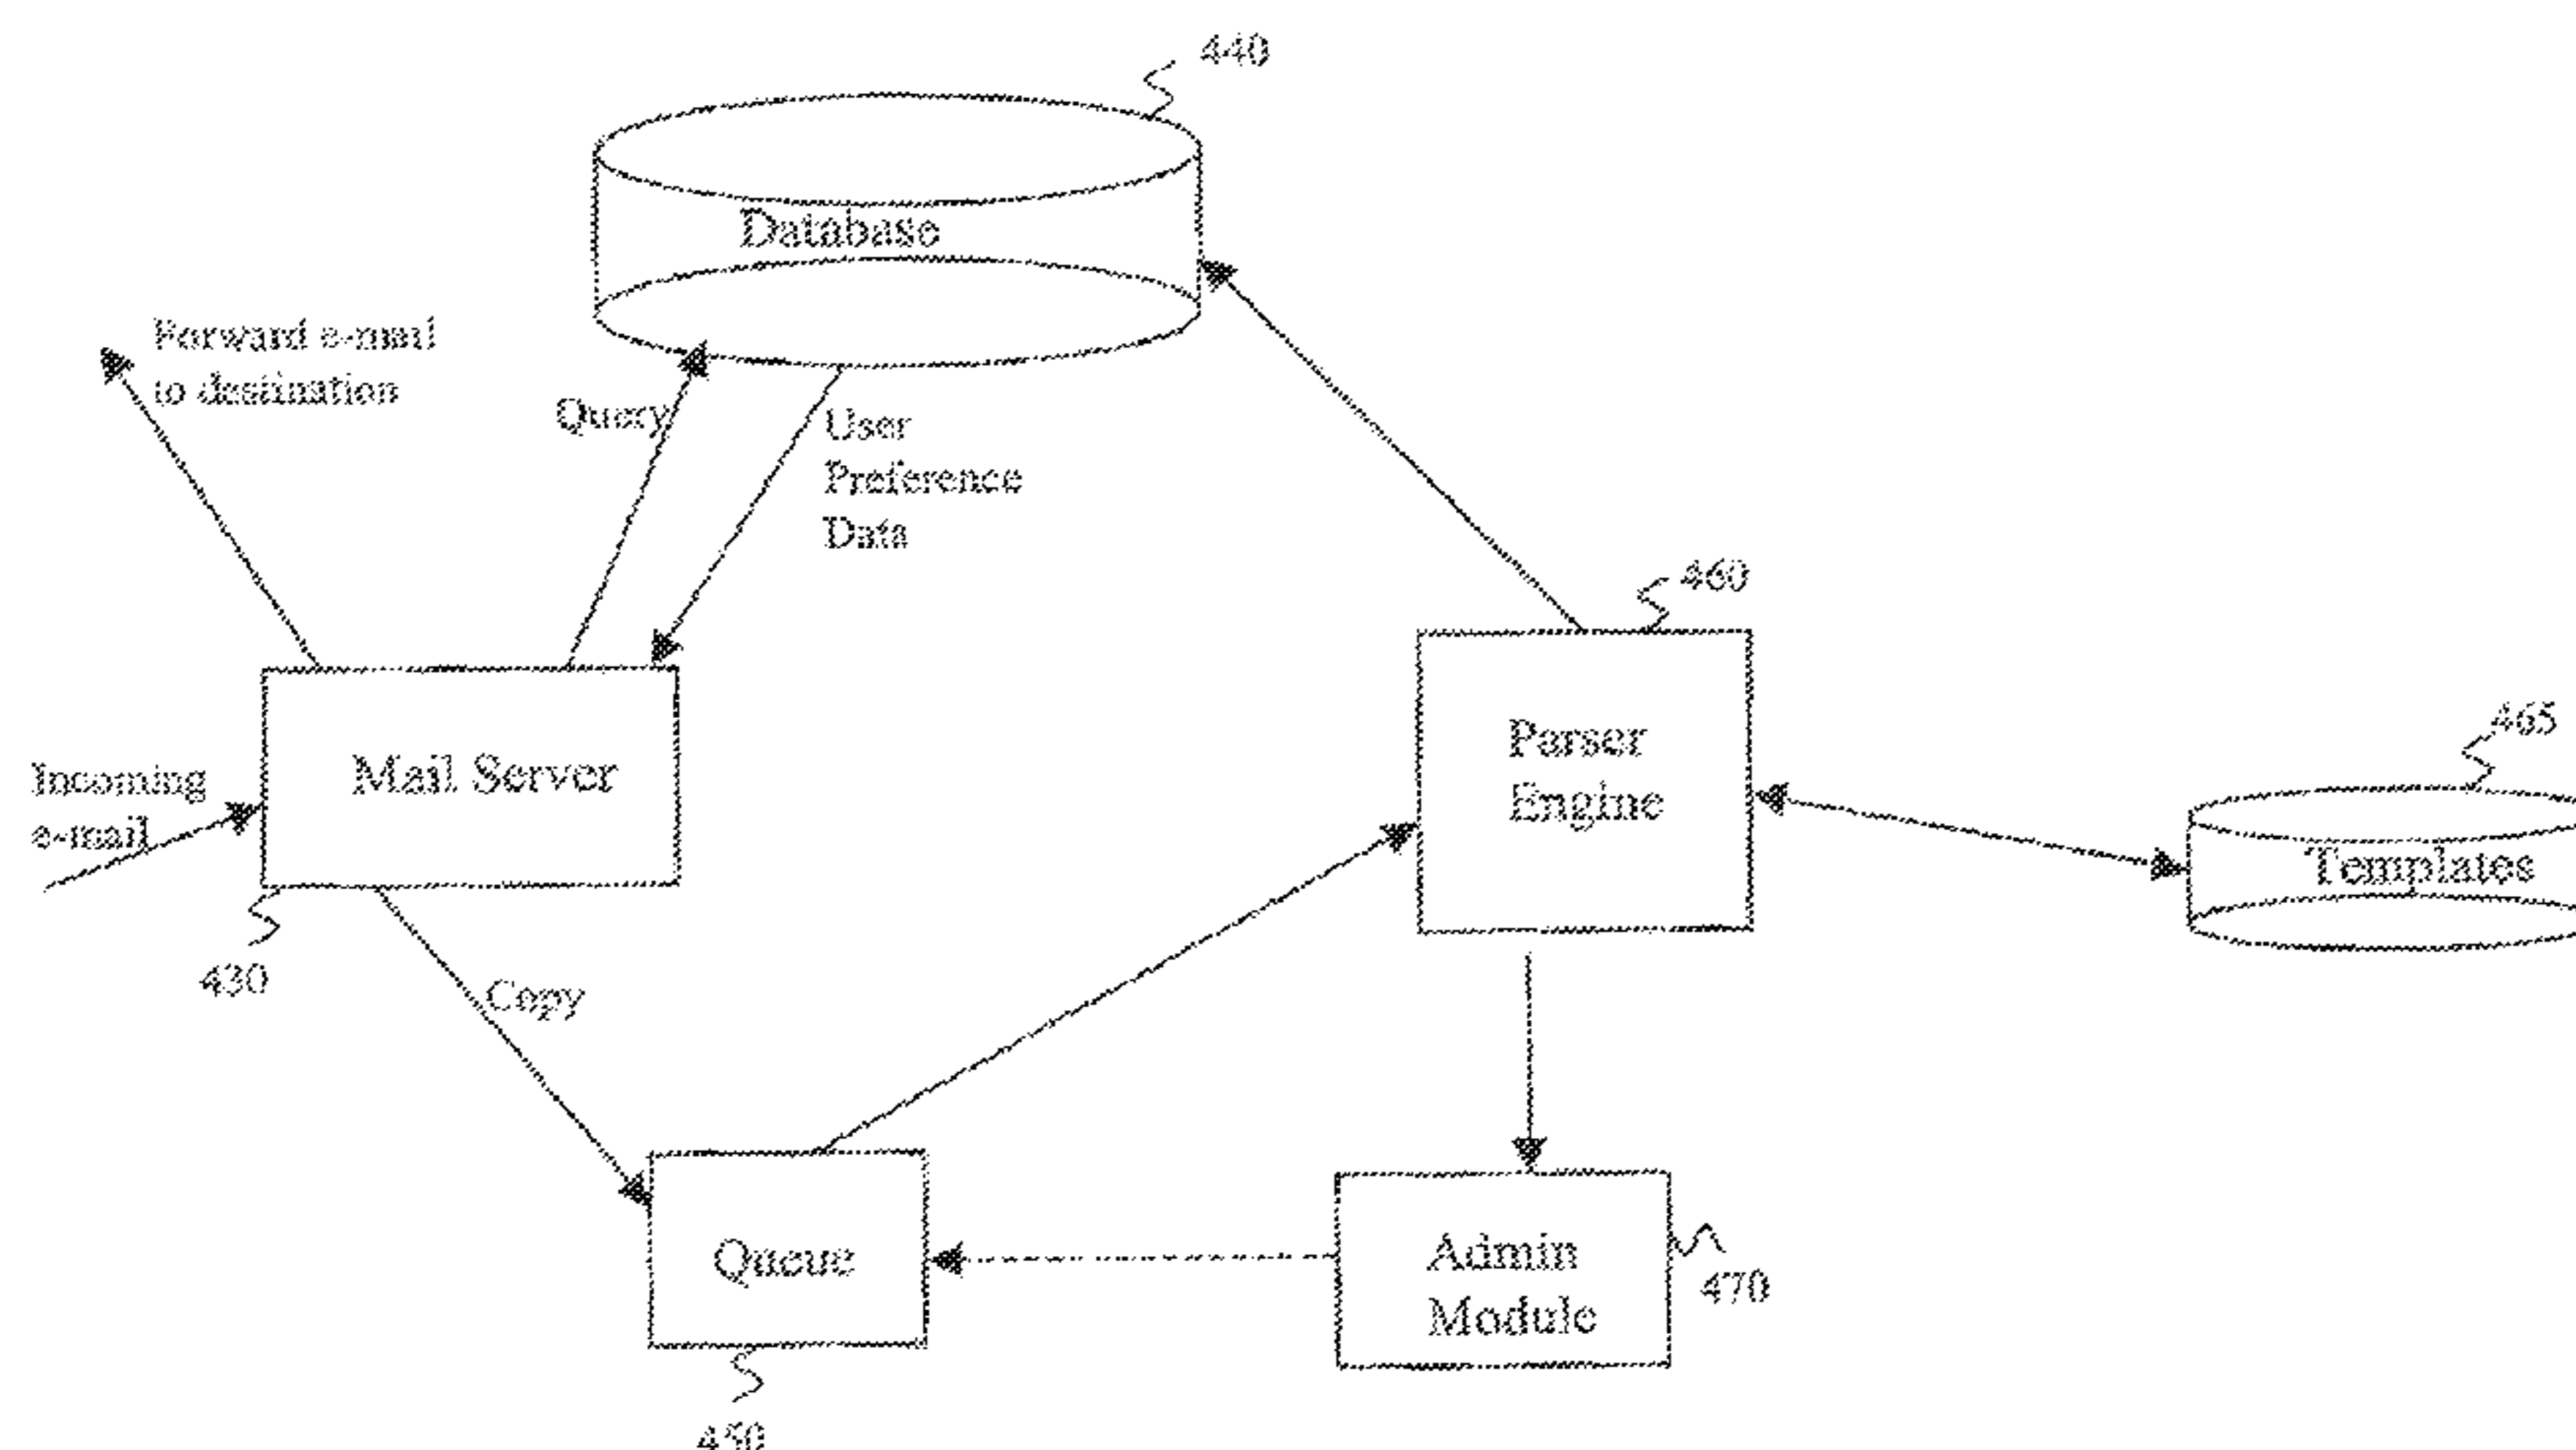 440
Database
Forward e-mail
to destination
Query
User
Preference
Data
460
Parser
Engine
465
Templates
Mail Server
Incoming
e-mail
430
Copy
Queue
Admin
Module
470
450